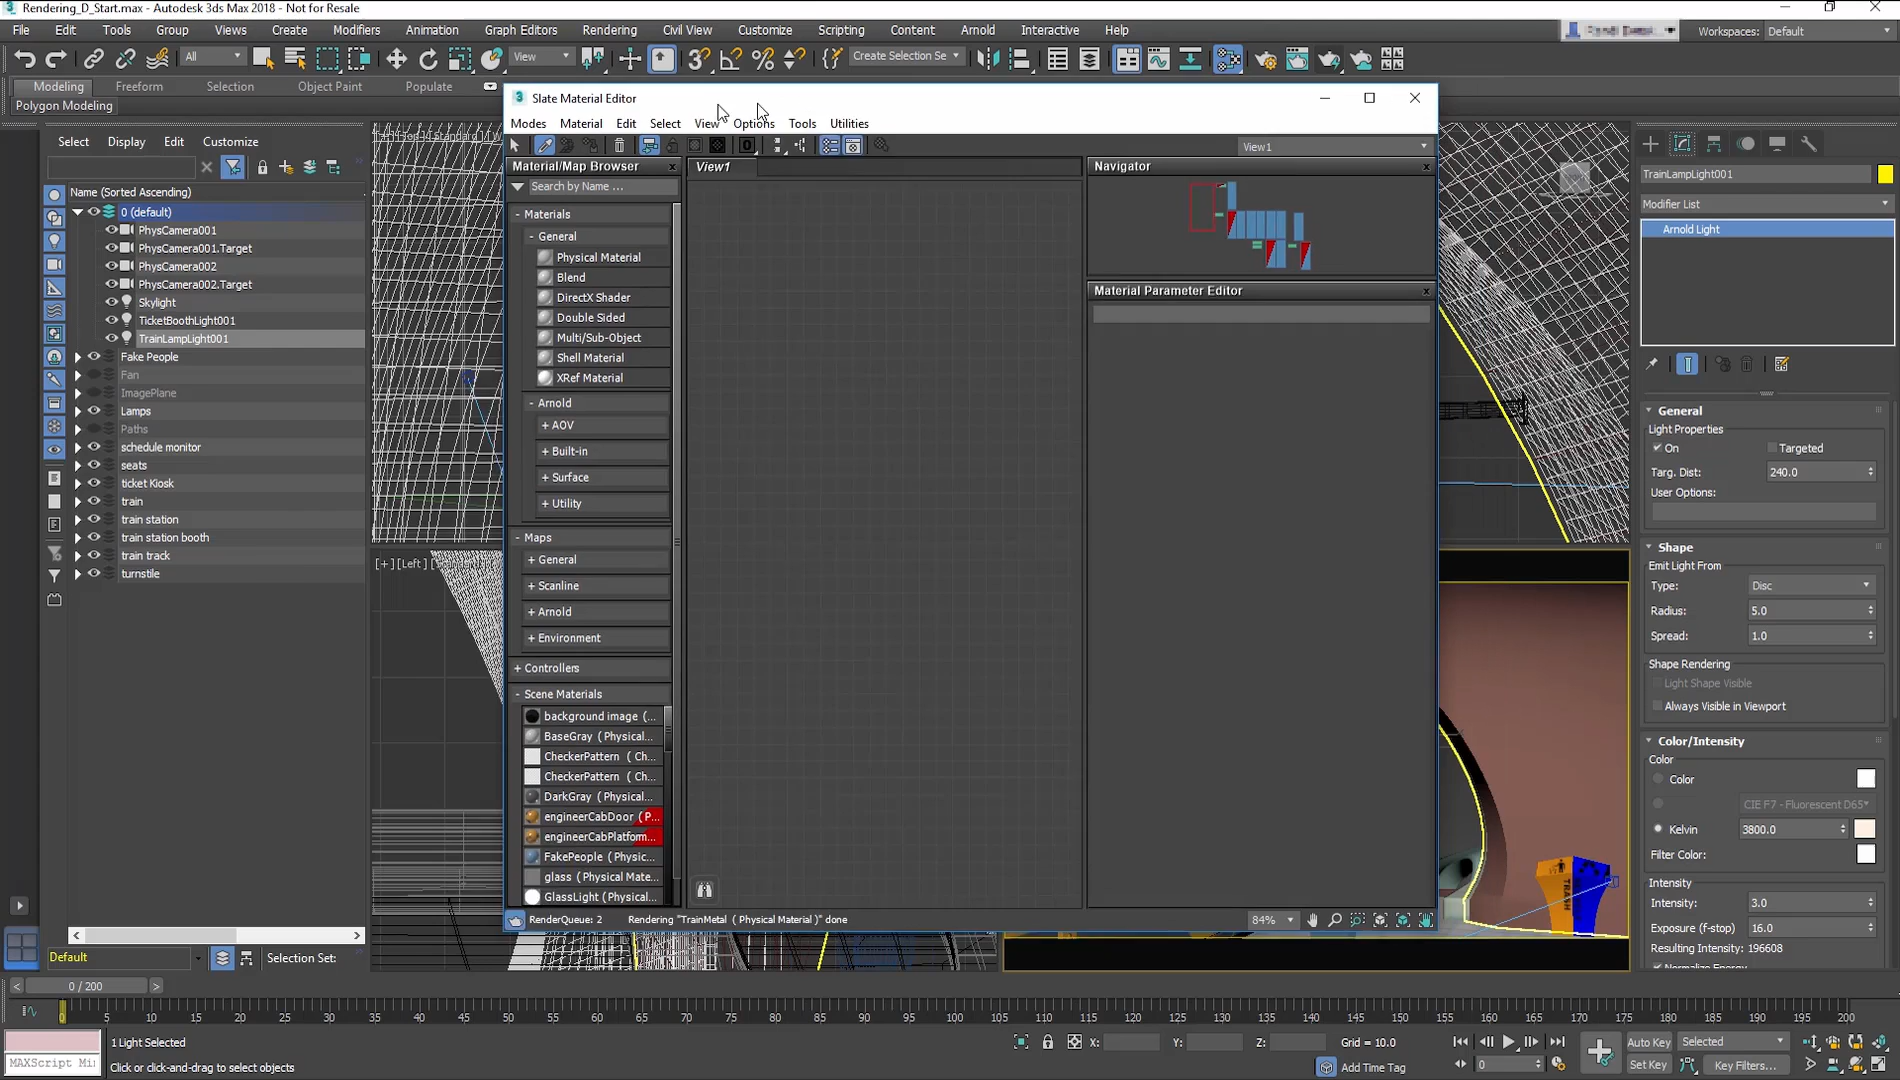 Rendering_D_Start.max - Autodesk 3ds Max 2018 - Not for Resale
File Edit Tools Group Views Create Modifiers Animation Graph Editors Rendering Civil View Customize Scripting Content Arnold Interactive Help
Workspaces: Default
All View Create Selection Se
Modeling Freeform Selection Object Paint Populate
Polygon Modeling
Select Display Edit Customize
Name (Sorted Ascending)
0 (default)
PhysCamera001
PhysCamera001.Target
PhysCamera002
PhysCamera002.Target
Skylight
TicketBoothLight001
TrainLampLight001
Fake People
Fan
ImagePlane
Lamps
Paths
schedule monitor
seats
ticket Kiosk
train
train station
train station booth
train track
turnstile
Default
Selection Set:
[+][Left]
Slate Material Editor
Modes Material Edit Select View Options Tools Utilities
View1
Material/Map Browser
Search by Name ...
- Materials
- General
Physical Material
Blend
DirectX Shader
Double Sided
Multi/Sub-Object
Shell Material
XRef Material
- Arnold
+ AOV
+ Built-in
+ Surface
+ Utility
- Maps
+ General
+ Scanline
+ Arnold
+ Environment
+ Controllers
- Scene Materials
background image (...
BaseGray (Physical...
CheckerPattern ( Ch...
CheckerPattern ( Ch...
DarkGray (Physical...
engineerCabDoor ( P...
engineerCabPlatform...
FakePeople (Physic...
glass ( Physical Mate...
GlassLight (Physical...
View1
Navigator
Material Parameter Editor
RenderQueue: 2
Rendering "TrainMetal ( Physical Material )" done
84%
TrainLampLight001
Modifier List
Arnold Light
General
Light Properties
On
Targeted
Targ. Dist: 240.0
User Options:
Shape
Emit Light From
Type: Disc
Radius: 5.0
Spread: 1.0
Shape Rendering
Light Shape Visible
Always Visible in Viewport
Color/Intensity
Color
Color
CIE F7 - Fluorescent D65
Kelvin 3800.0
Filter Color:
Intensity
Intensity: 3.0
Exposure (f-stop) 16.0
Resulting Intensity: 196608
Normalize Energy
TRASH
0 / 200
0 5 10 15 20 25 30 35 40 45 50 55 60 65 70 75 80 85 90 95 100 105 110 115 120 125 130 135 140 145 150 155 160 165 170 175 180 185 190 195 200
1 Light Selected
MAXScript Mi
Click or click-and-drag to select objects
X: Y: Z: Grid = 10.0
Add Time Tag
0
Auto Key
Selected
Set Key
Key Filters...